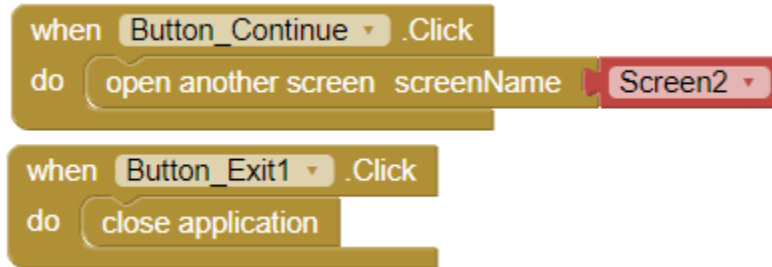 when Button_Continue .Click
do open another screen screenName Screen2
when Button_Exit1 .Click
do close application